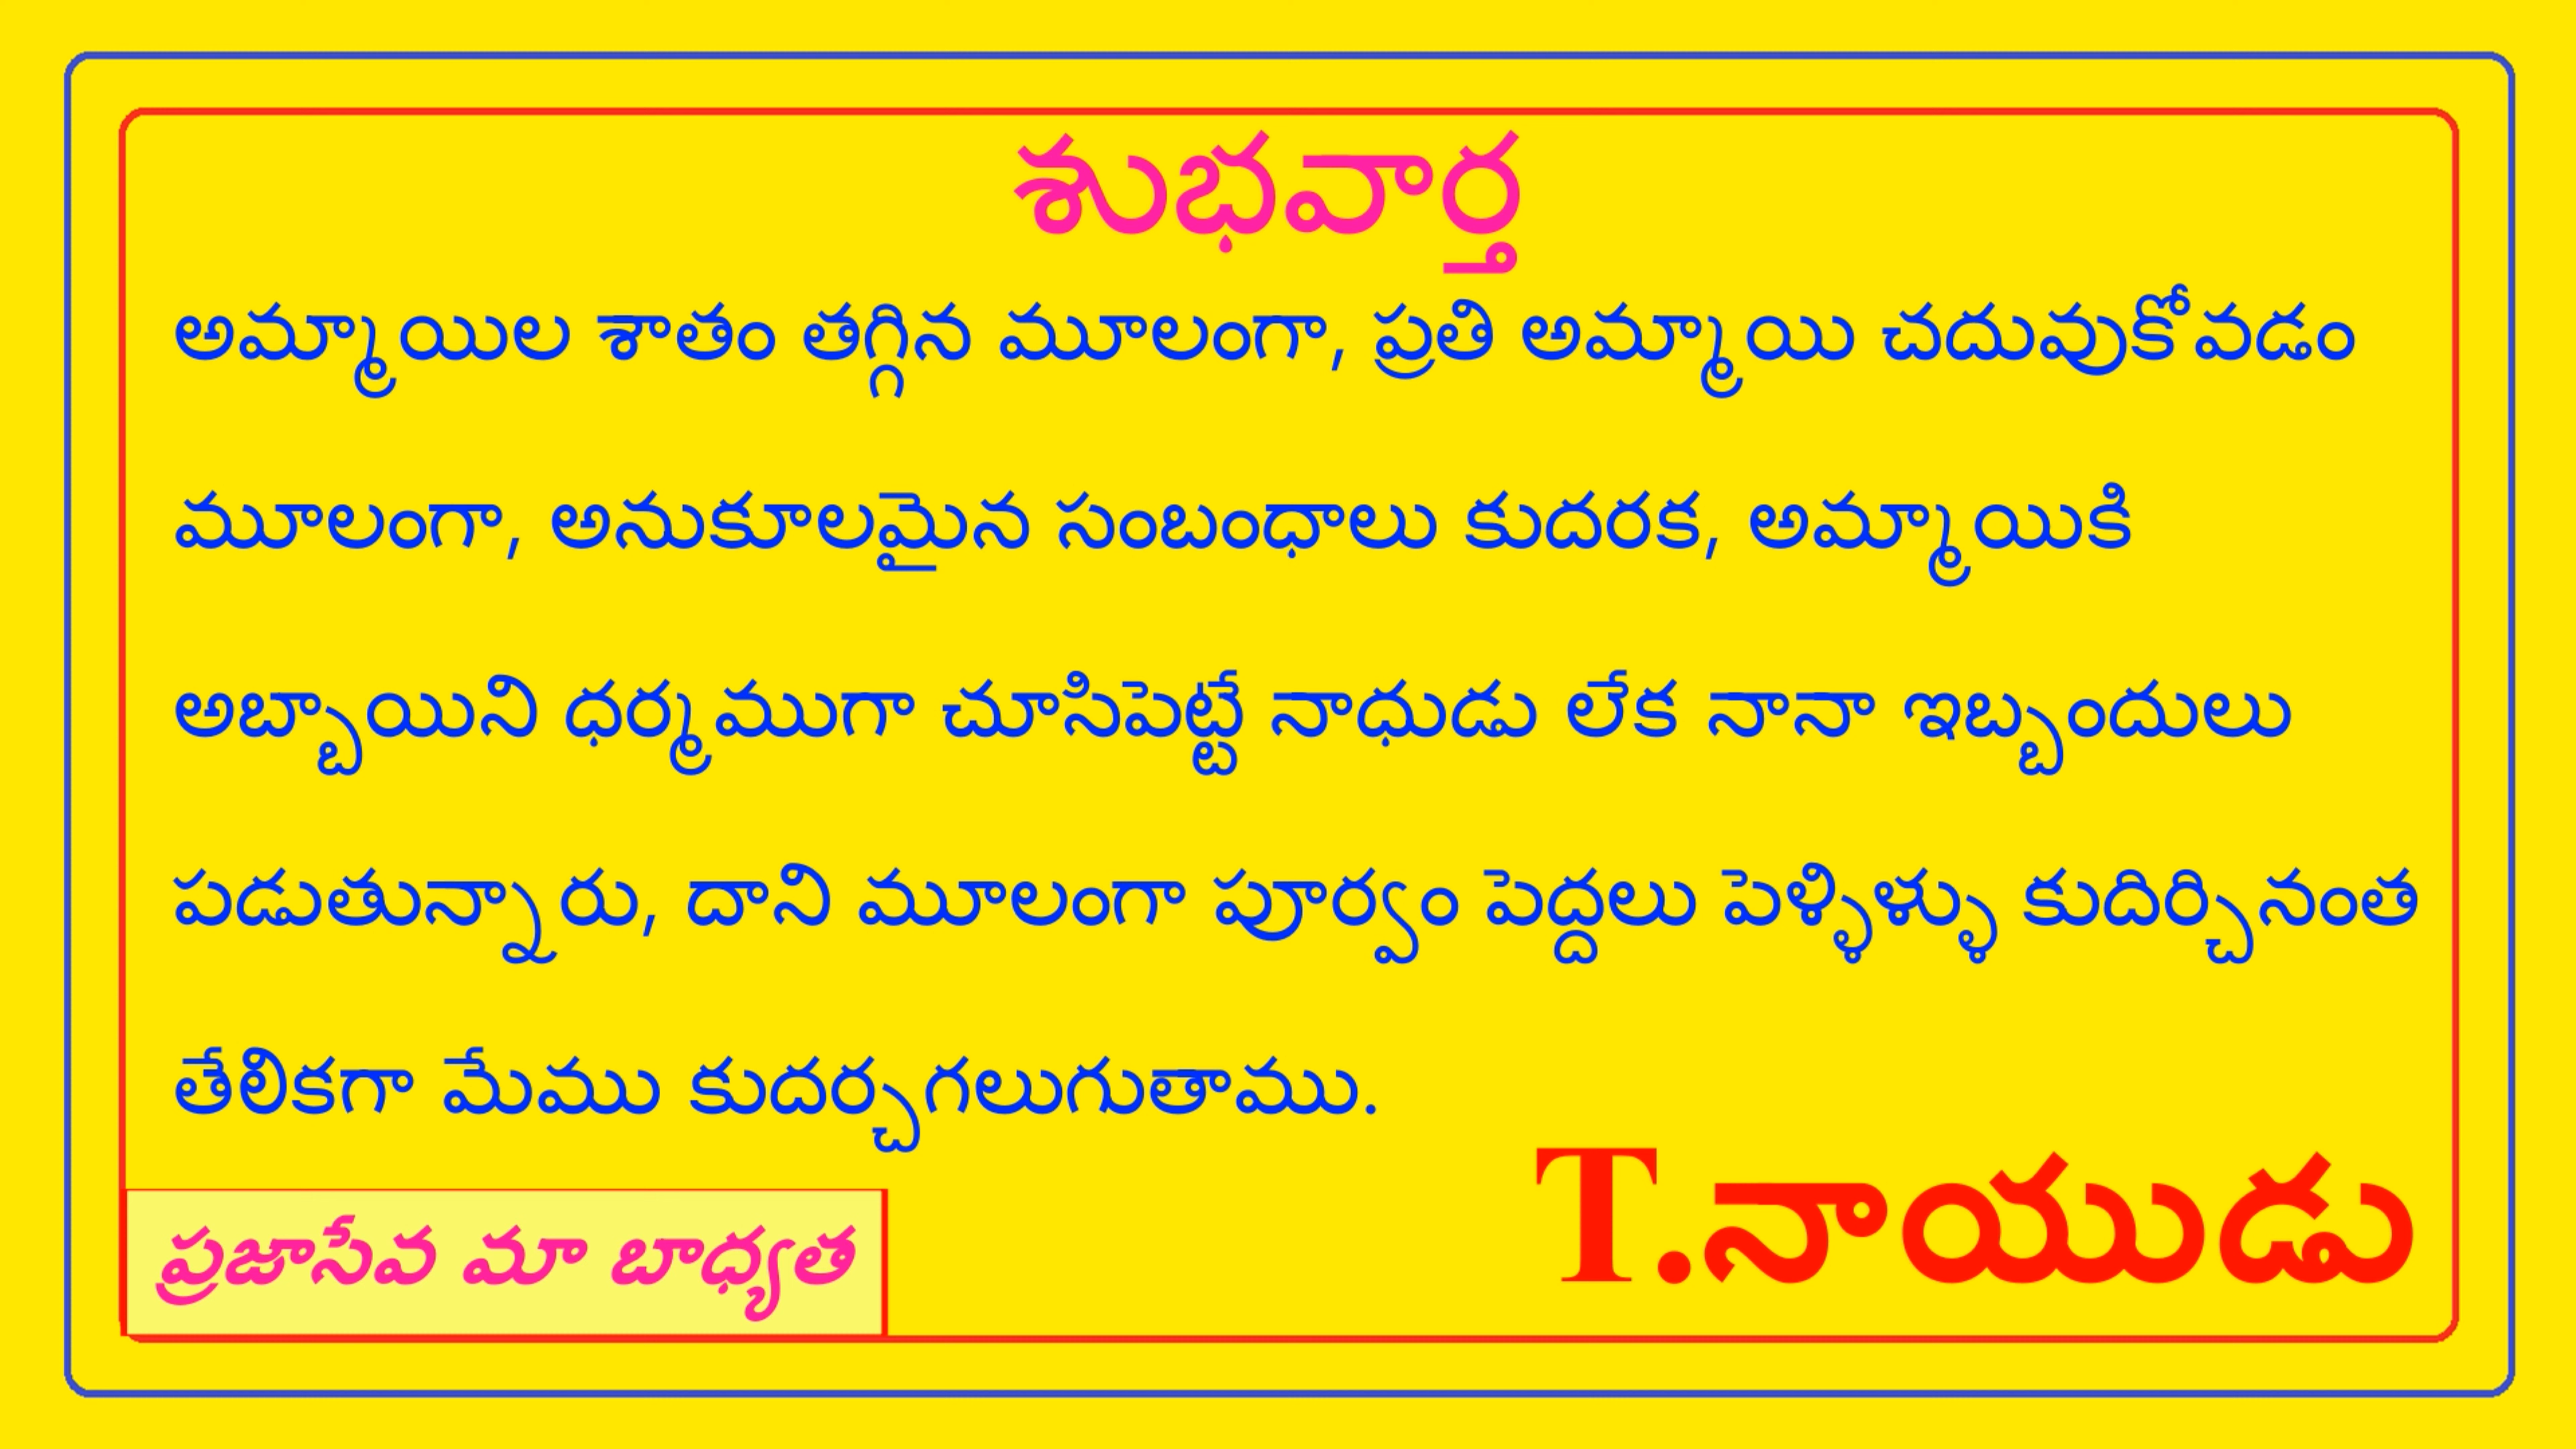 శుభవార్త
అమ్మాయిల శాతం తగ్గిన మూలంగా, ప్రతి అమ్మాయి చదువుకోవడం
మూలంగా, అనుకూలమైన సంబంధాలు కుదరక, అమ్మాయికి
అబ్బాయిని ధర్మముగా చూసిపెట్టే నాధుడు లేక నానా ఇబ్బందులు
పడుతున్నారు, దాని మూలంగా పూర్వం పెద్దలు పెళ్ళిళ్ళు కుదిర్చినంత
తేలికగా మేము కుదర్చగలుగుతాము.
T.నాయుడు
ప్రజాసేవ మా బాధ్యత